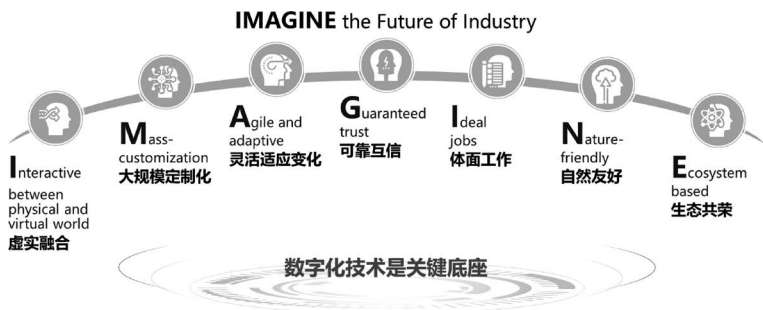 IMAGINE the Future of Industry
Interactive
between
physical and
virtual world
虚实融合
Mass-
customization
大规模定制化
Agile and
adaptive
灵活适应变化
Guaranteed
trust
可靠互信
Ideal
jobs
体面工作
Nature-
friendly
自然友好
Ecosystem
based
生态共荣
数字化技术是关键底座